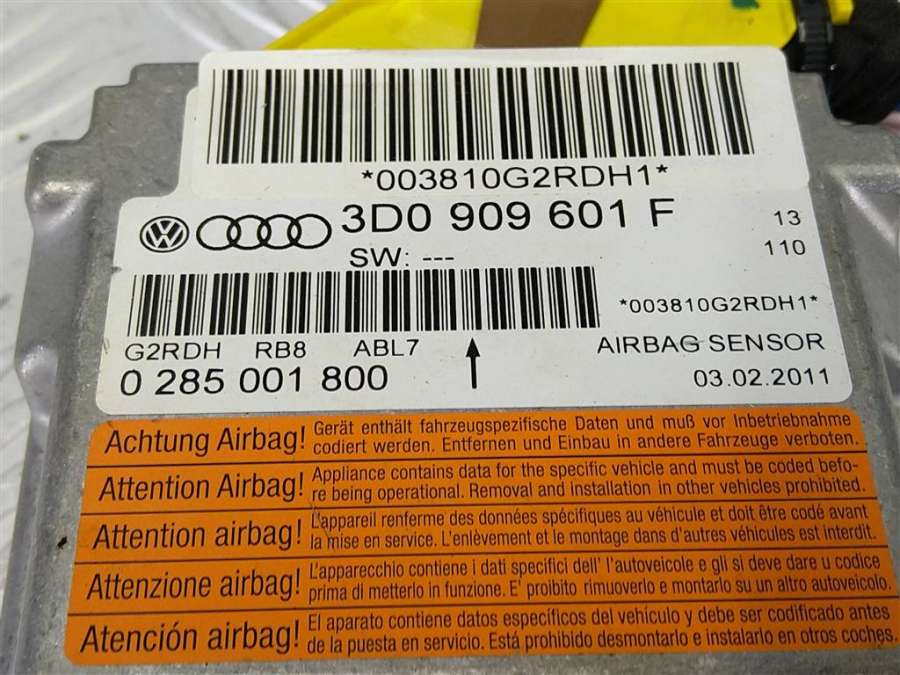 *003810G2RDH1*
3D0 909 601 F
13
SW: ---
110
*003810G2RDH1*
G2RDH RB8 ABL7
AIRBAG SENSOR
0 285 001 800
03.02.2011
Achtung Airbag!
Gerät enthält fahrzeugspezifische Daten und muß vor Inbetriebnahme
codiert werden. Entfernen und Einbau in andere Fahrzeuge verboten.
Attention Airbag!
Appliance contains data for the specific vehicle and must be coded befo-
re being operational. Removal and installation in other vehicles prohibited.
Attention airbag!
L'appareil renferme des données spécifiques au véhicule et doit être codé avant
la mise en service. L'enlèvement et le montage dans d'autres véhicules est interdit.
Attenzione airbag!
L'apparecchio contiene i dati specifici dell' l'autoveicolo e gli si deve dare u codice
prima di metterlo in funzione. E' proibito rimuoverlo e montarlo su un altro autoveicolo.
Atención airbag!
El aparato contiene datos específicos del vehículo y debe ser codificado antes
de la puesta en servicio. Está prohibido desmontarlo e instalarlo en otros coches.